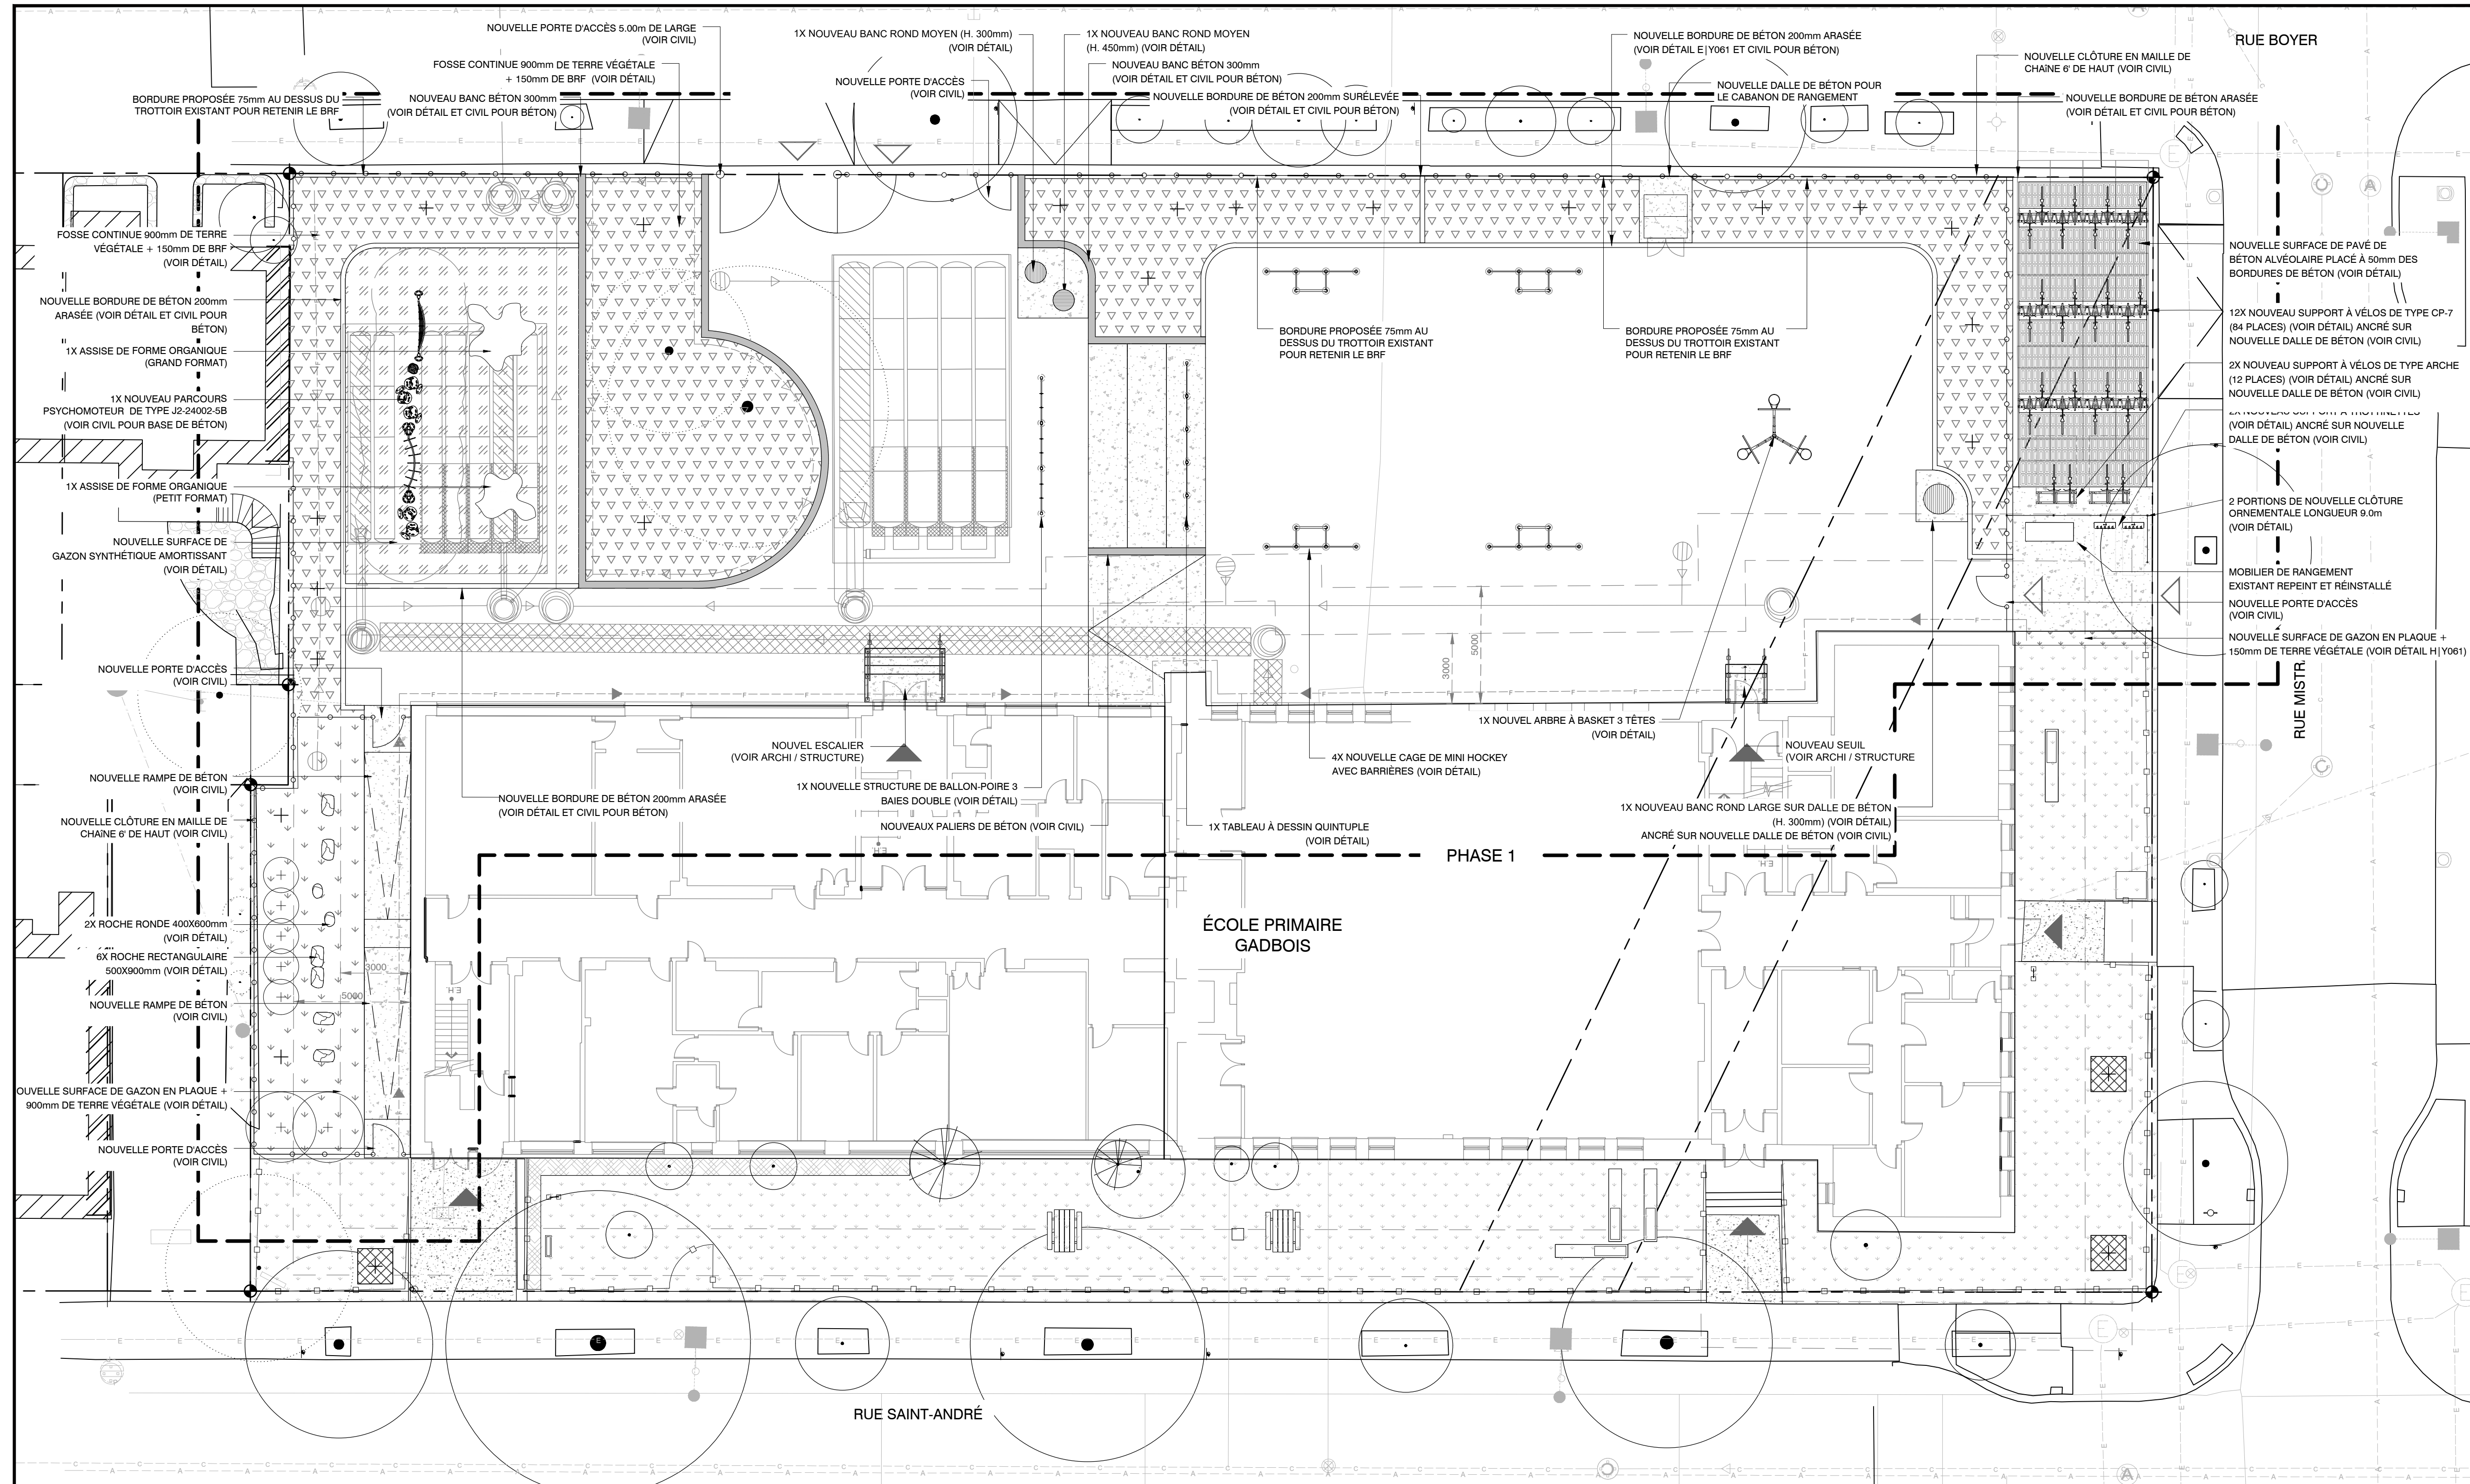 NOUVELLE PORTE D'ACCÈS 5.00m DE LARGE
(VOIR CIVIL)
FOSSE CONTINUE 900mm DE TERRE VÉGÉTALE
+ 150mm DE BRF (VOIR DÉTAIL)
BORDURE PROPOSÉE 75mm AU DESSUS DU
TROTTOIR EXISTANT POUR RETENIR LE BRF
NOUVEAU BANC BÉTON 300mm
(VOIR DÉTAIL ET CIVIL POUR BÉTON)
1X NOUVEAU BANC ROND MOYEN (H. 300mm)
(VOIR DÉTAIL)
NOUVELLE PORTE D'ACCÈS
(VOIR CIVIL)
1X NOUVEAU BANC ROND MOYEN
(H. 450mm) (VOIR DÉTAIL)
NOUVEAU BANC BÉTON 300mm
(VOIR DÉTAIL ET CIVIL POUR BÉTON)
NOUVELLE BORDURE DE BÉTON 200mm SURÉLEVÉE
(VOIR DÉTAIL ET CIVIL POUR BÉTON)
NOUVELLE BORDURE DE BÉTON 200mm ARASÉE
(VOIR DÉTAIL E|Y061 ET CIVIL POUR BÉTON)
NOUVELLE DALLE DE BÉTON POUR
LE CABANON DE RANGEMENT
RUE BOYER
NOUVELLE CLÔTURE EN MAILLE DE
CHAÎNE 6' DE HAUT (VOIR CIVIL)
NOUVELLE BORDURE DE BÉTON ARASÉE
(VOIR DÉTAIL ET CIVIL POUR BÉTON)
FOSSE CONTINUE 900mm DE TERRE
VÉGÉTALE + 150mm DE BRF
(VOIR DÉTAIL)
NOUVELLE BORDURE DE BÉTON 200mm
ARASÉE (VOIR DÉTAIL ET CIVIL POUR
BÉTON)
1X ASSISE DE FORME ORGANIQUE
(GRAND FORMAT)
1X NOUVEAU PARCOURS
PSYCHOMOTEUR DE TYPE J2-24002-5B
(VOIR CIVIL POUR BASE DE BÉTON)
1X ASSISE DE FORME ORGANIQUE
(PETIT FORMAT)
NOUVELLE SURFACE DE
GAZON SYNTHÉTIQUE AMORTISSANT
(VOIR DÉTAIL)
NOUVELLE PORTE D'ACCÈS
(VOIR CIVIL)
NOUVELLE RAMPE DE BÉTON
(VOIR CIVIL)
NOUVELLE CLÔTURE EN MAILLE DE
CHAÎNE 6' DE HAUT (VOIR CIVIL)
2X ROCHE RONDE 400X600mm
(VOIR DÉTAIL)
6X ROCHE RECTANGULAIRE
500X900mm (VOIR DÉTAIL)
NOUVELLE RAMPE DE BÉTON
(VOIR CIVIL)
OUVELLE SURFACE DE GAZON EN PLAQUE +
900mm DE TERRE VÉGÉTALE (VOIR DÉTAIL)
NOUVELLE PORTE D'ACCÈS
(VOIR CIVIL)
3000
5000
BORDURE PROPOSÉE 75mm AU
DESSUS DU TROTTOIR EXISTANT
POUR RETENIR LE BRF
BORDURE PROPOSÉE 75mm AU
DESSUS DU TROTTOIR EXISTANT
POUR RETENIR LE BRF
3000
5000
NOUVEL ESCALIER
(VOIR ARCHI / STRUCTURE)
NOUVELLE BORDURE DE BÉTON 200mm ARASÉE
(VOIR DÉTAIL ET CIVIL POUR BÉTON)
1X NOUVELLE STRUCTURE DE BALLON-POIRE 3
BAIES DOUBLE (VOIR DÉTAIL)
NOUVEAUX PALIERS DE BÉTON (VOIR CIVIL)
1X TABLEAU À DESSIN QUINTUPLE
(VOIR DÉTAIL)
4X NOUVELLE CAGE DE MINI HOCKEY
AVEC BARRIÈRES (VOIR DÉTAIL)
1X NOUVEL ARBRE À BASKET 3 TÊTES
(VOIR DÉTAIL)
NOUVEAU SEUIL
(VOIR ARCHI / STRUCTURE
1X NOUVEAU BANC ROND LARGE SUR DALLE DE BÉTON
(H. 300mm) (VOIR DÉTAIL)
ANCRÉ SUR NOUVELLE DALLE DE BÉTON (VOIR CIVIL)
PHASE 1
ÉCOLE PRIMAIRE
GADBOIS
NOUVELLE SURFACE DE PAVÉ DE
BÉTON ALVÉOLAIRE PLACÉ À 50mm DES
BORDURES DE BÉTON (VOIR DÉTAIL)
12X NOUVEAU SUPPORT À VÉLOS DE TYPE CP-7
(84 PLACES) (VOIR DÉTAIL) ANCRÉ SUR
NOUVELLE DALLE DE BÉTON (VOIR CIVIL)
2X NOUVEAU SUPPORT À VÉLOS DE TYPE ARCHE
(12 PLACES) (VOIR DÉTAIL) ANCRÉ SUR
NOUVELLE DALLE DE BÉTON (VOIR CIVIL)
2X NOUVEAU SUPPORT À TROTTINETTES
(VOIR DÉTAIL) ANCRÉ SUR NOUVELLE
DALLE DE BÉTON (VOIR CIVIL)
2 PORTIONS DE NOUVELLE CLÔTURE
ORNEMENTALE LONGUEUR 9.0m
(VOIR DÉTAIL)
MOBILIER DE RANGEMENT
EXISTANT REPEINT ET RÉINSTALLÉ
NOUVELLE PORTE D'ACCÈS
(VOIR CIVIL)
NOUVELLE SURFACE DE GAZON EN PLAQUE +
150mm DE TERRE VÉGÉTALE (VOIR DÉTAIL H|Y061)
RUE MISTR
RUE SAINT-ANDRÉ